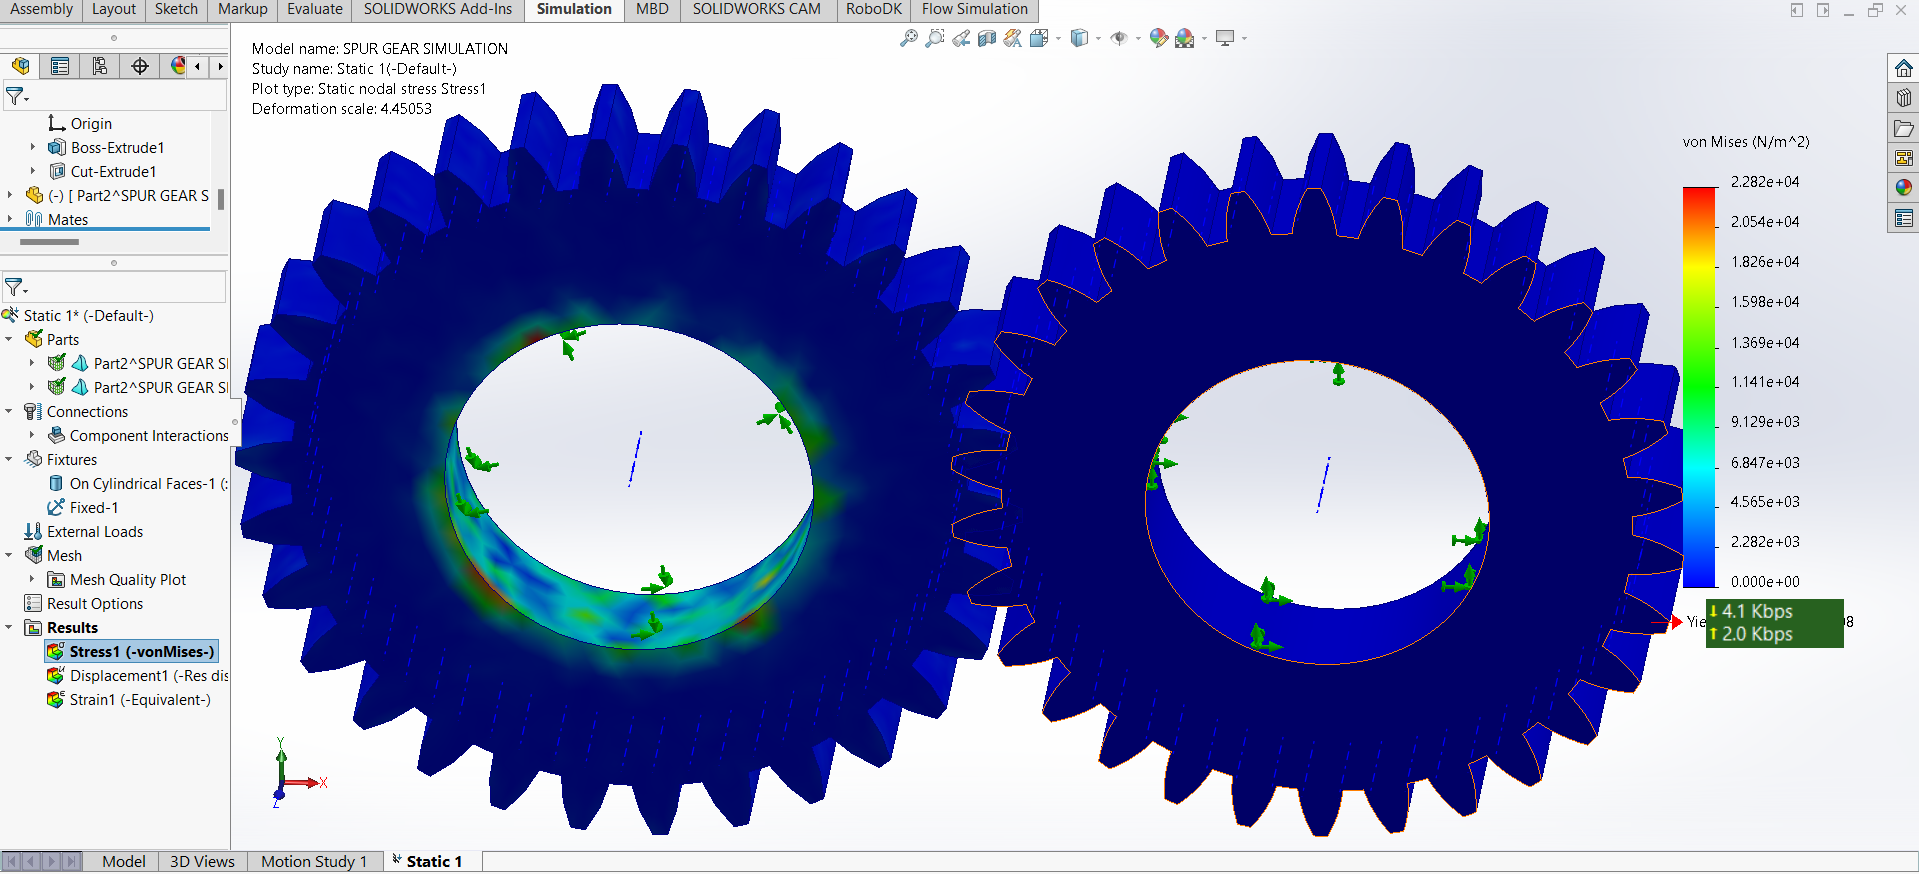 Assembly Layout Sketch Markup Evaluate SOLIDWORKS Add-Ins Simulation MBD SOLIDWORKS CAM RoboDK Flow Simulation
Model name: SPUR GEAR SIMULATION
Study name: Static 1(-Default-)
Plot type: Static nodal stress Stress1
Deformation scale: 4.45053
Origin
Boss-Extrude1
Cut-Extrude1
(-) [ Part2^SPUR GEAR S
Mates
Static 1* (-Default-)
Parts
Part2^SPUR GEAR SI
Part2^SPUR GEAR SI
Connections
Component Interactions
Fixtures
On Cylindrical Faces-1 (:
Fixed-1
External Loads
Mesh
Mesh Quality Plot
Result Options
Results
Stress1 (-vonMises-)
Displacement1 (-Res dis
Strain1 (-Equivalent-)
von Mises (N/m^2)
2.282e+04
2.054e+04
1.826e+04
1.598e+04
1.369e+04
1.141e+04
9.129e+03
6.847e+03
4.565e+03
2.282e+03
0.000e+00
4.1 Kbps
2.0 Kbps
Yie
08
Y
X
Z
Model 3D Views Motion Study 1 Static 1